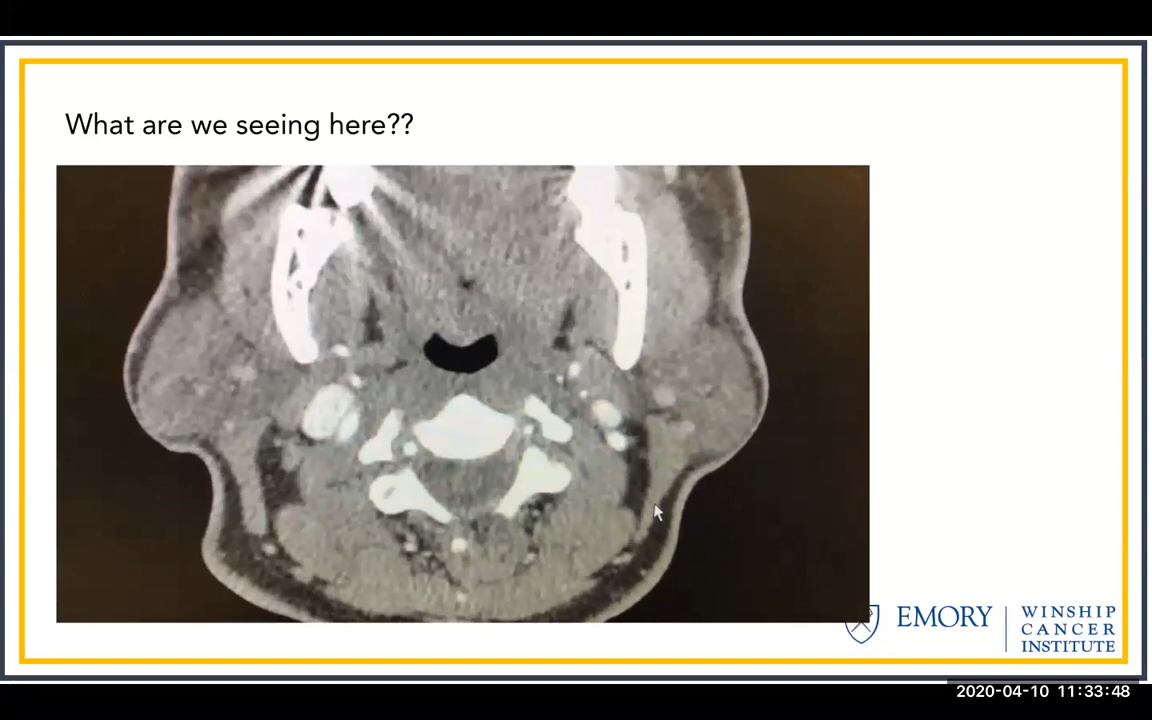 What are we seeing here??
EMORY
WINSHIP
CANCER
INSTITUTE
2020-04-10 11:33:48